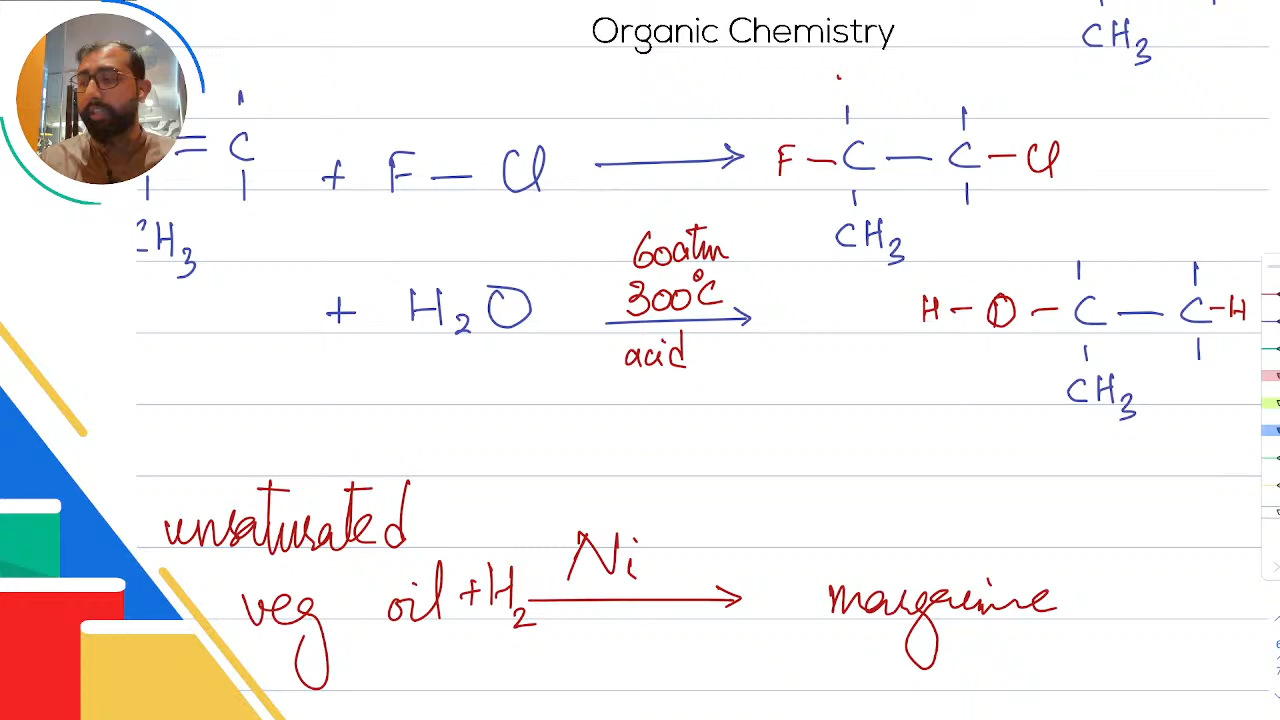 Organic Chemistry
CH3
= C + F — Cl → F — C — C — Cl
CH3
CH3
60atm
300°C
+ H2O → H — O — C — C — H
acid
CH3
unsaturated
Ni
veg oil + H2 → margarine